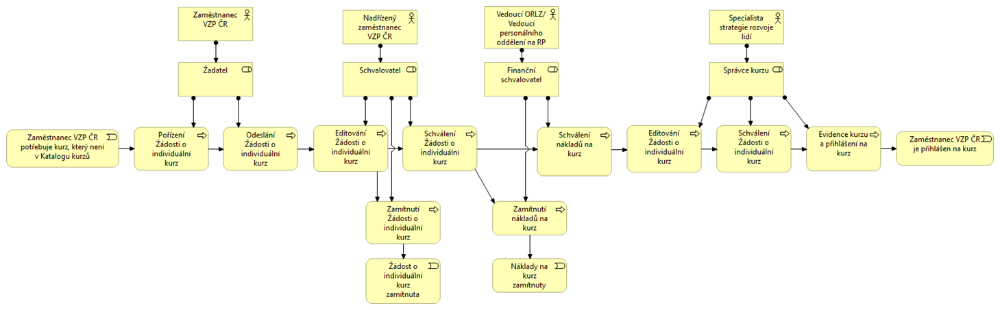 Zaměstnanec
VZP ČR
Nadřízený
zaměstnanec
VZP ČR
Vedoucí ORLZ/
Vedoucí
personálního
oddělení na RP
Specialista
strategie rozvoje
lidí
Žadatel
Schvalovatel
Finanční
schvalovatel
Správce kurzu
Zaměstnanec VZP ČR
potřebuje kurz, který není
v Katalogu kurzů
Pořízení
Žádosti o
individuální
kurz
Odeslání
Žádosti o
individuální
kurz
Editování
Žádosti o
individuální
kurz
Schválení
Žádosti o
individuální
kurz
Schválení
nákladů na
kurz
Editování
Žádosti o
individuální
kurz
Schválení
Žádosti o
individuální
kurz
Evidence kurzu
a přihlášení na
kurz
Zaměstnanec VZP ČR
je přihlášen na kurz
Zamítnutí
Žádosti o
individuální
kurz
Zamítnutí
nákladů na
kurz
Žádost o
individuální
kurz
zamítnuta
Náklady na
kurz
zamítnuty